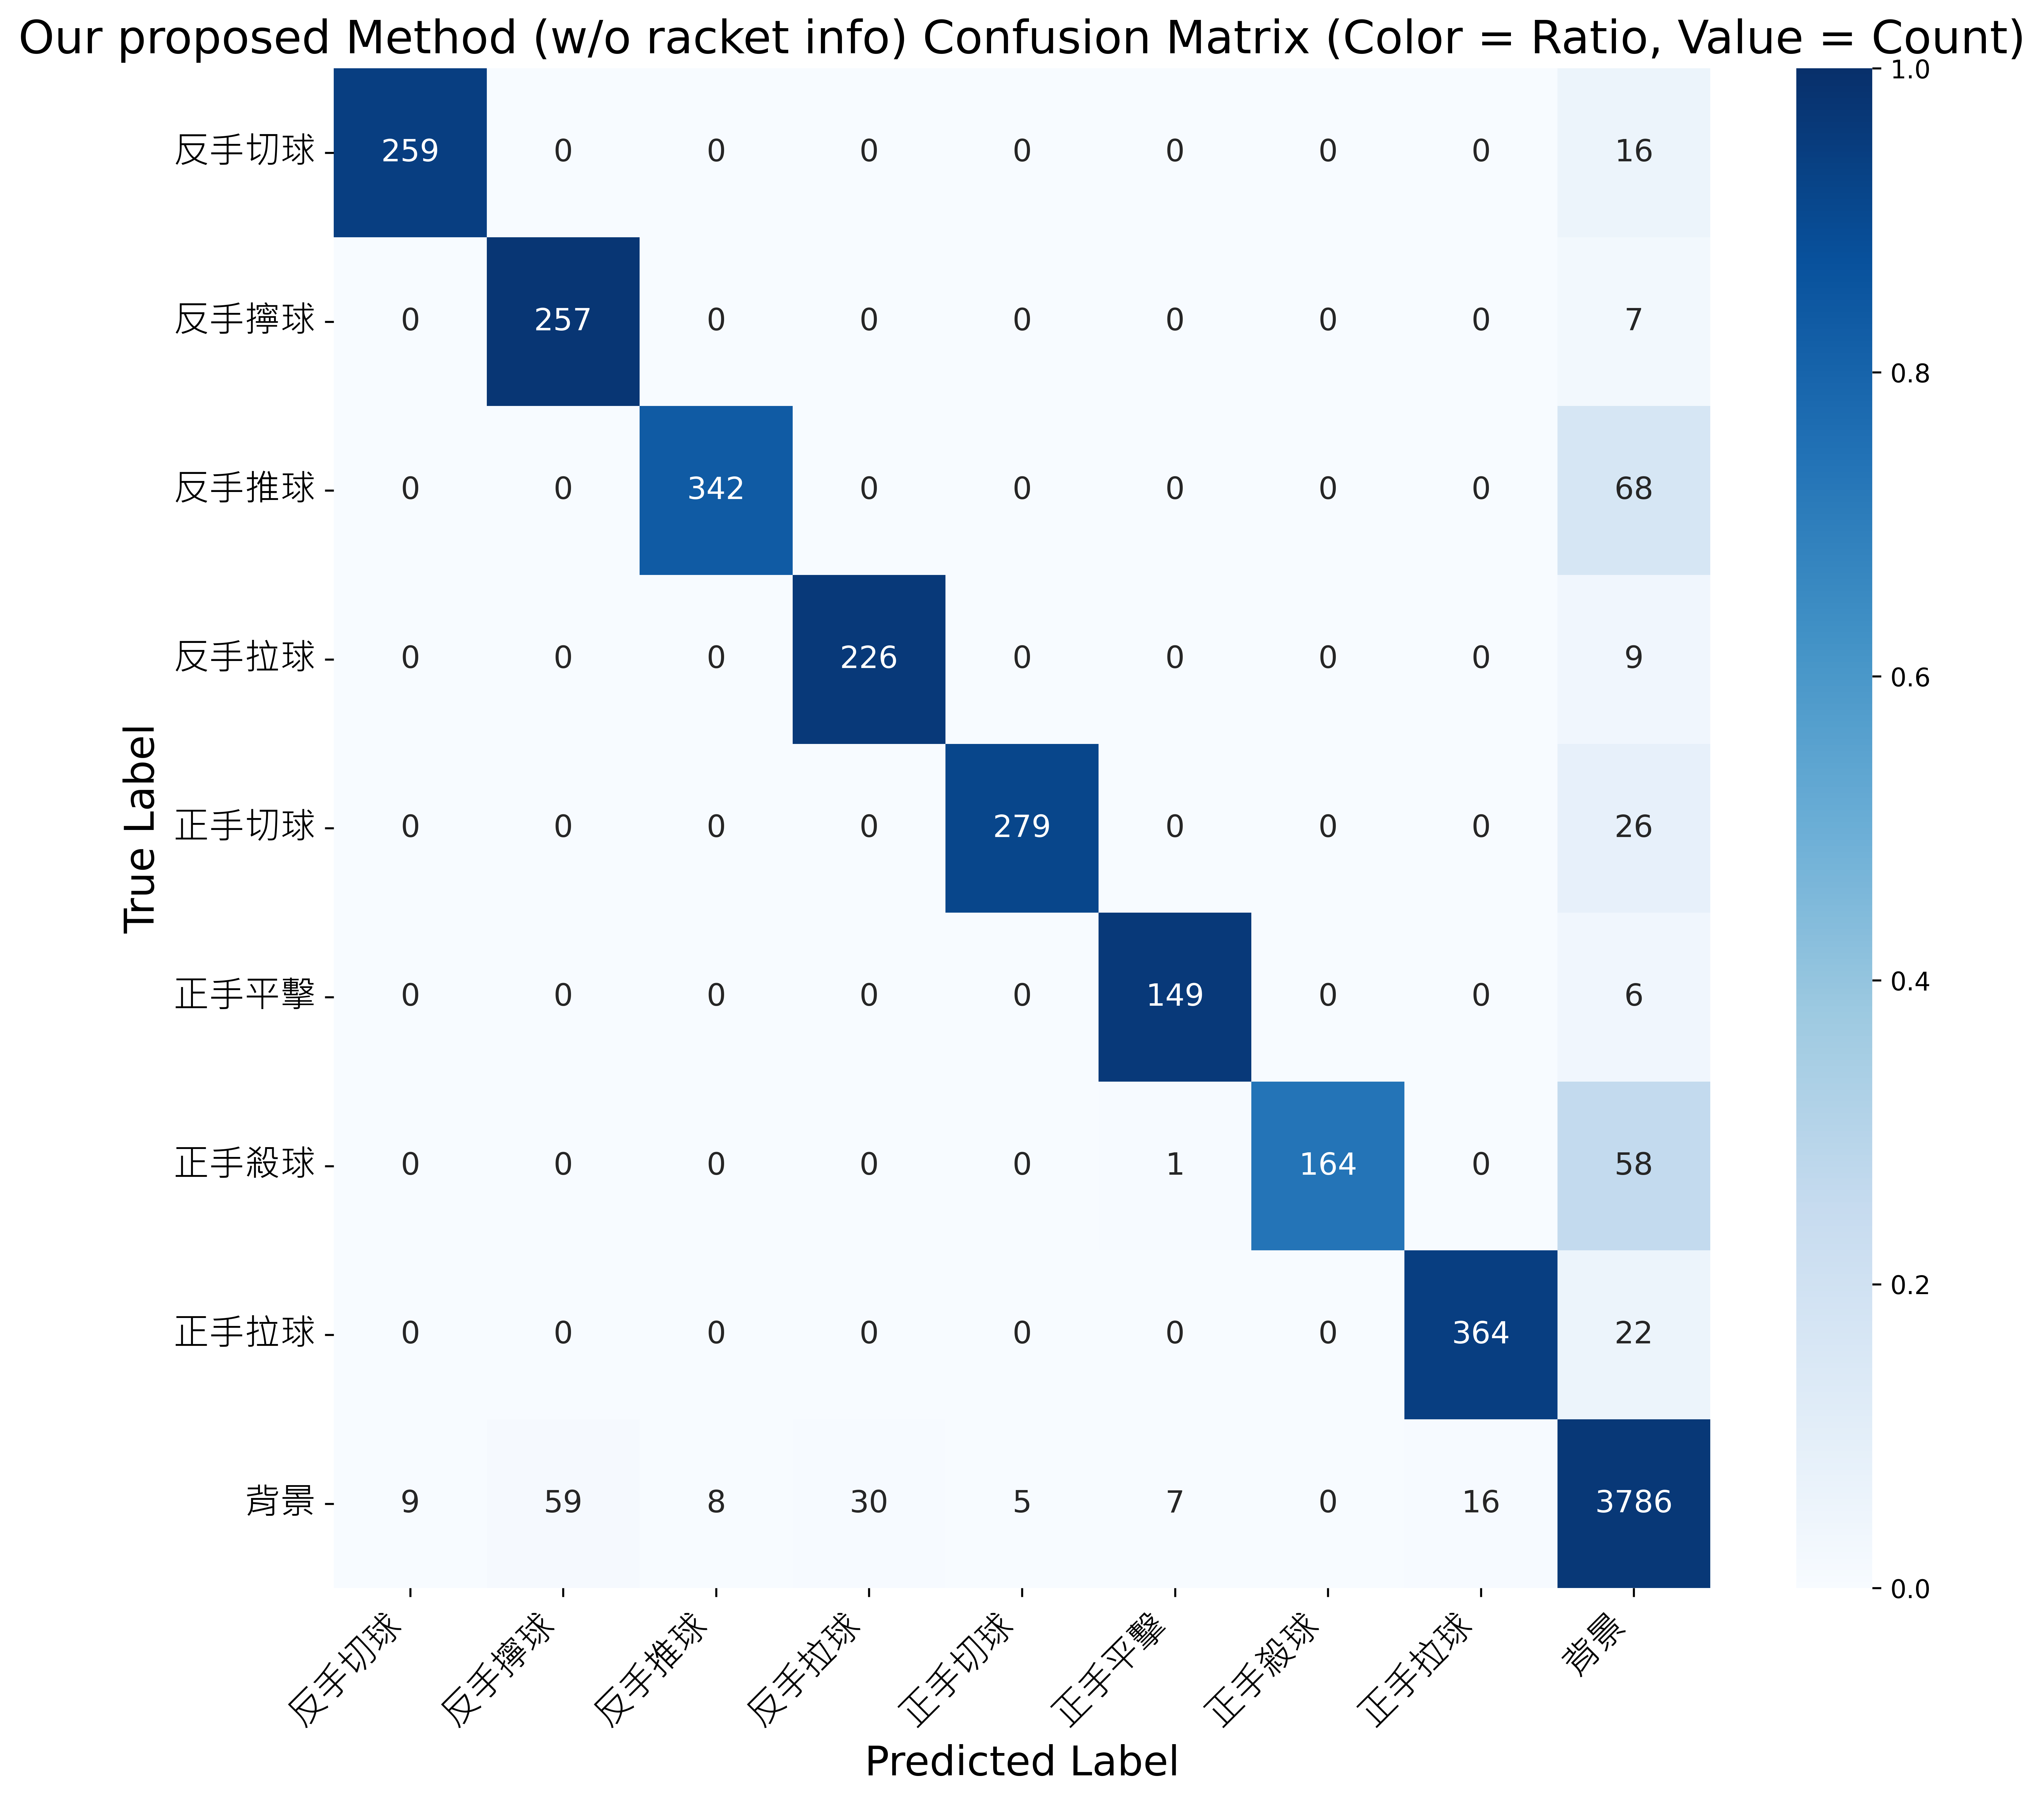 Our proposed Method (w/o racket info) Confusion Matrix (Color = Ratio, Value = Count)
反手切球 259 0 0 0 0 0 0 0 16
反手擰球 0 257 0 0 0 0 0 0 7
反手推球 0 0 342 0 0 0 0 0 68
反手拉球 0 0 0 226 0 0 0 0 9
正手切球 0 0 0 0 279 0 0 0 26
正手平擊 0 0 0 0 0 149 0 0 6
正手殺球 0 0 0 0 0 1 164 0 58
正手拉球 0 0 0 0 0 0 0 364 22
背景 9 59 8 30 5 7 0 16 3786
True Label
反手切球 反手擰球 反手推球 反手拉球 正手切球 正手平擊 正手殺球 正手拉球 背景
Predicted Label
1.0
0.8
0.6
0.4
0.2
0.0